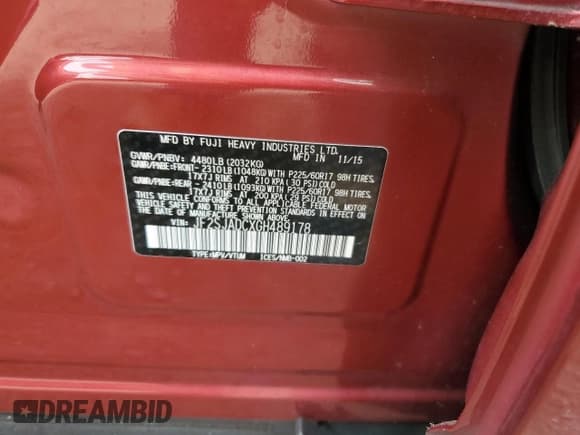 MFD BY FUJI HEAVY INDUSTRIES LTD.
GVWR/PNBV: 4480LB(2032KG) MFD IN 11/15
GAWR/PNBE:FRONT- 2310LB(1048KG)WITH P225/60R17 98H TIRES,
17X7J RIMS AT 210 KPA(30 PSI)COLD
GAWR/PNBE:REAR - 2410LB(1093KG)WITH P225/60R17 98H TIRES,
17X7J RIMS AT 200 KPA(29 PSI)COLD
THIS VEHICLE CONFORMS TO ALL APPLICABLE FEDERAL MOTOR
VEHICLE SAFETY AND THEFT PREVENTION STANDARDS IN
EFFECT ON THE DATE OF MANUFACTURE SHOWN ABOVE.
VIN: JF2SJADCXGH489178
TYPE:MPV/VTUM ICES/NMB-002
DREAMBID